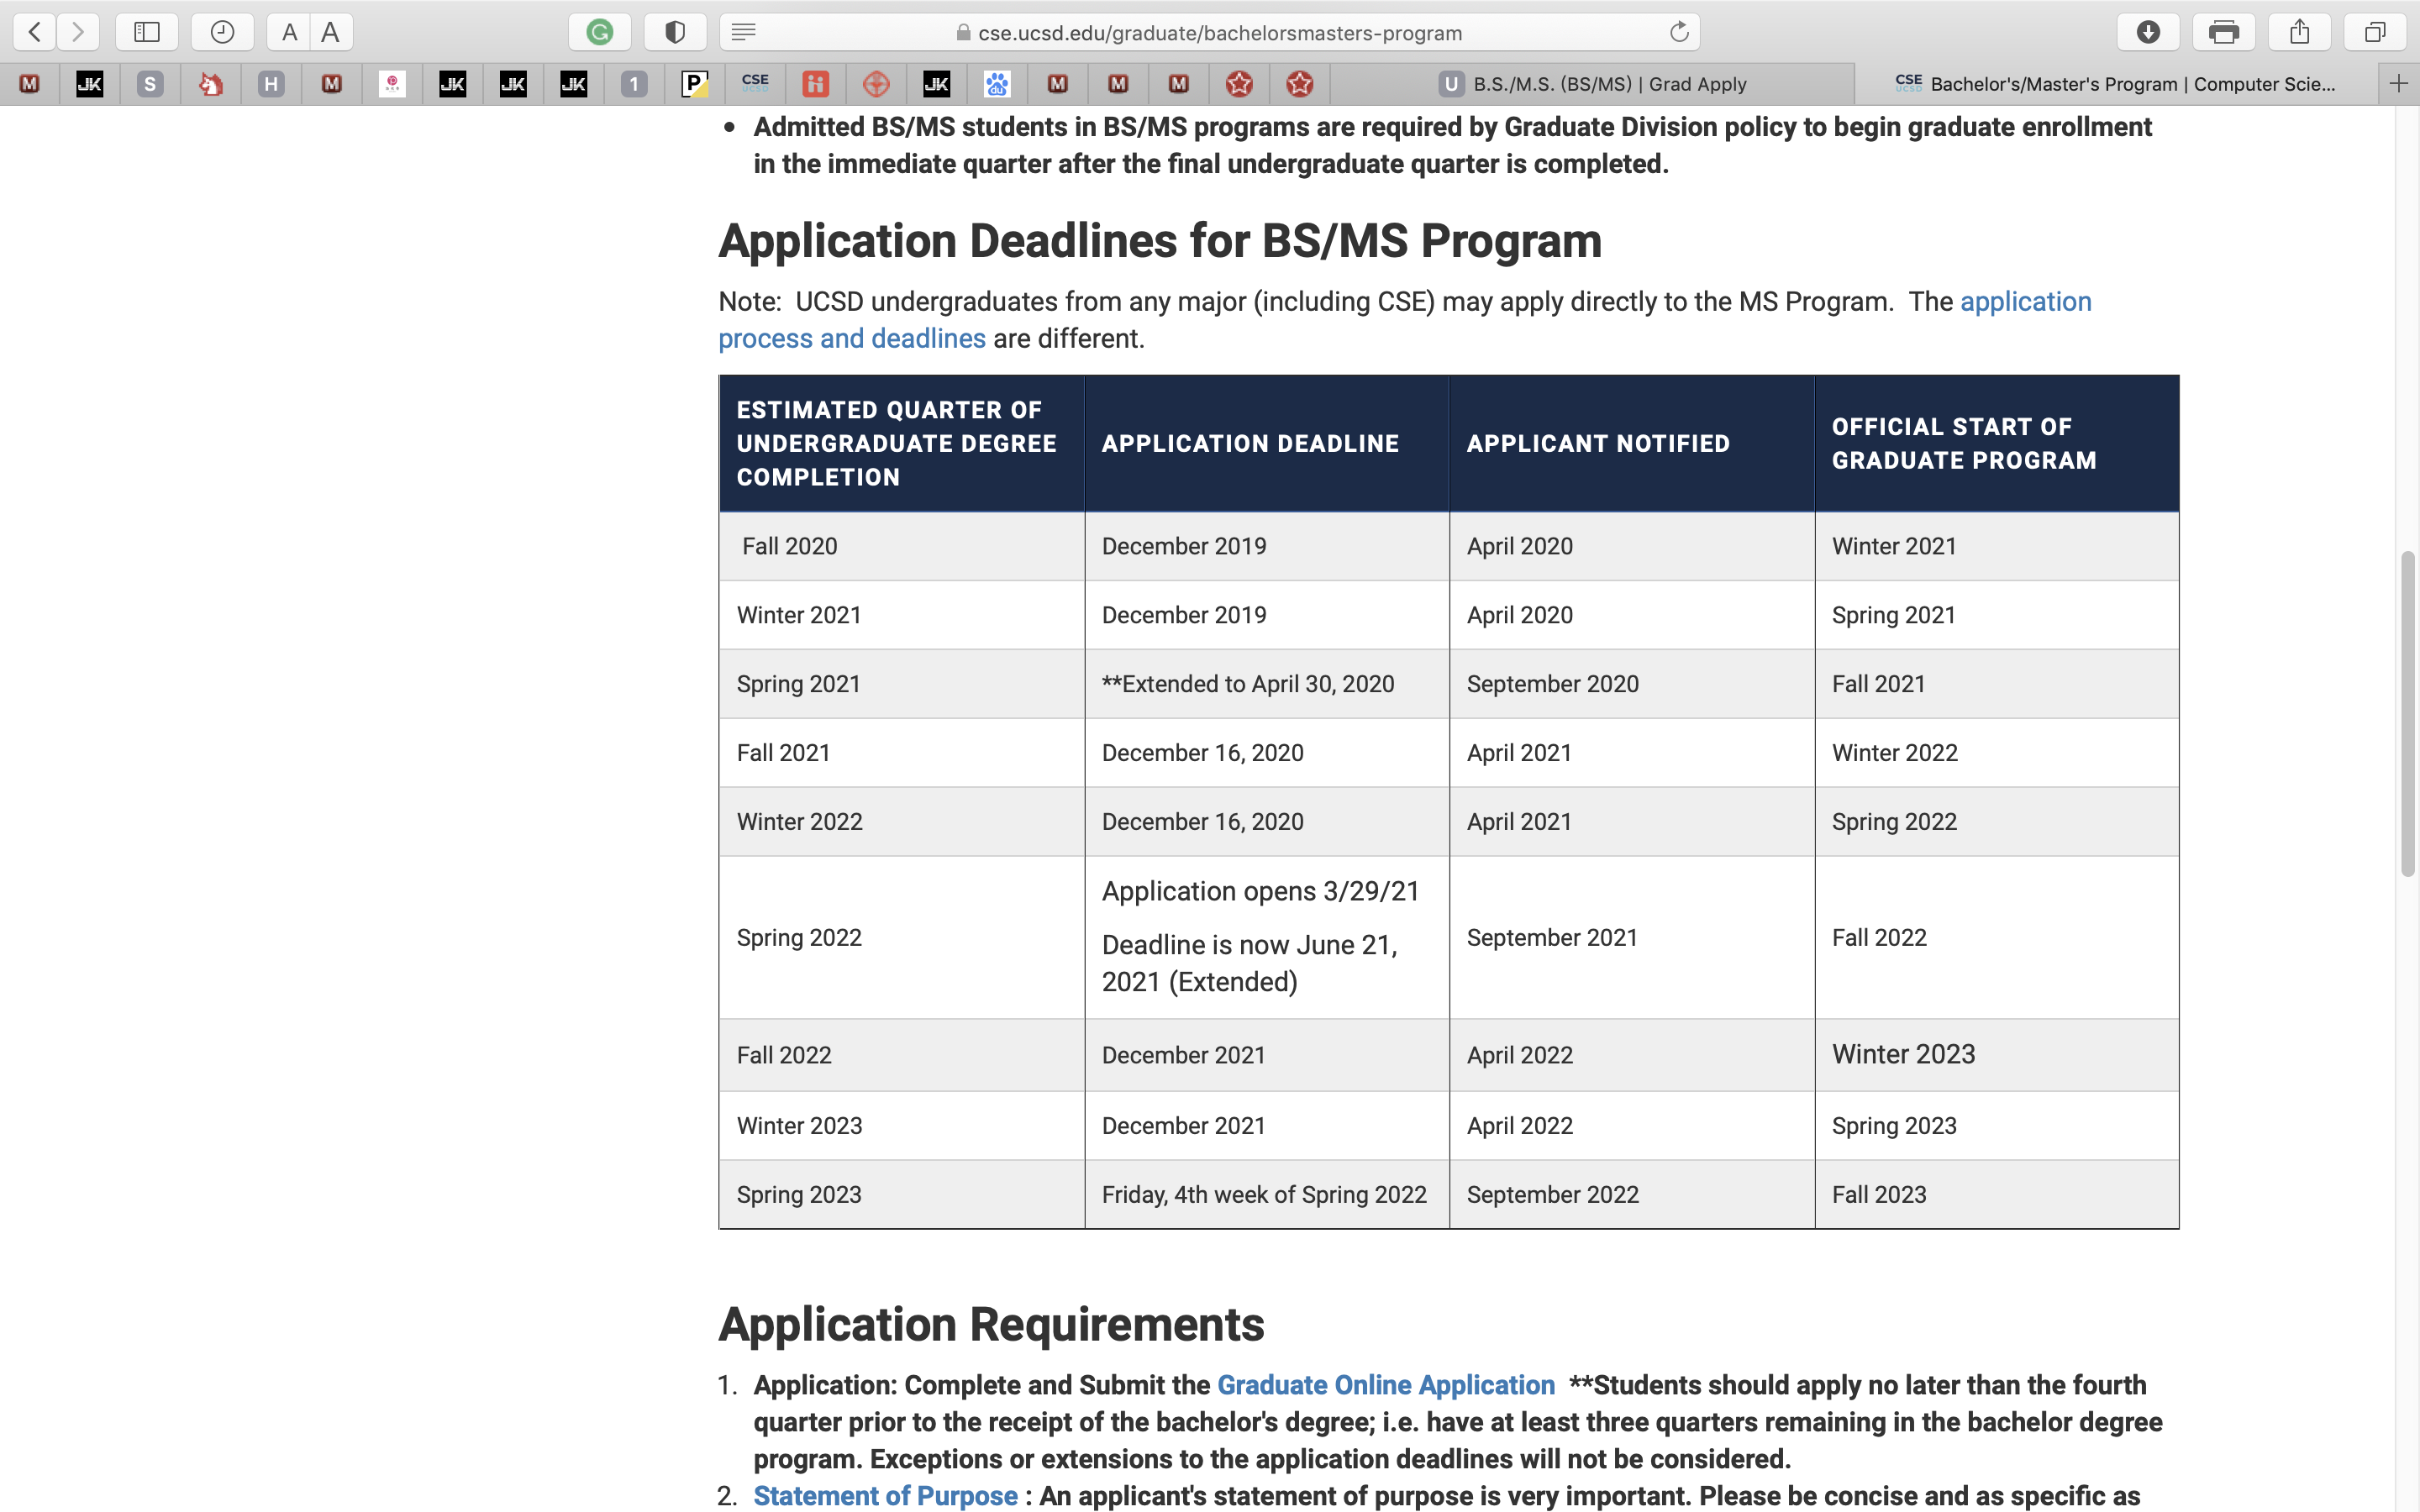 A A
cse.ucsd.edu/graduate/bachelorsmasters-program
M JK S H M JK JK JK 1 P CSE UCSD JK du M M M U B.S./M.S. (BS/MS) | Grad Apply CSE UCSD Bachelor's/Master's Program | Computer Scie...
• Admitted BS/MS students in BS/MS programs are required by Graduate Division policy to begin graduate enrollment
in the immediate quarter after the final undergraduate quarter is completed.
Application Deadlines for BS/MS Program
Note: UCSD undergraduates from any major (including CSE) may apply directly to the MS Program. The application
process and deadlines are different.
ESTIMATED QUARTER OF
UNDERGRADUATE DEGREE
COMPLETION
APPLICATION DEADLINE
APPLICANT NOTIFIED
OFFICIAL START OF
GRADUATE PROGRAM
Fall 2020 December 2019 April 2020 Winter 2021
Winter 2021 December 2019 April 2020 Spring 2021
Spring 2021 **Extended to April 30, 2020 September 2020 Fall 2021
Fall 2021 December 16, 2020 April 2021 Winter 2022
Winter 2022 December 16, 2020 April 2021 Spring 2022
Spring 2022
Application opens 3/29/21
Deadline is now June 21,
2021 (Extended)
September 2021
Fall 2022
Fall 2022 December 2021 April 2022 Winter 2023
Winter 2023 December 2021 April 2022 Spring 2023
Spring 2023 Friday, 4th week of Spring 2022 September 2022 Fall 2023
Application Requirements
1. Application: Complete and Submit the Graduate Online Application **Students should apply no later than the fourth
quarter prior to the receipt of the bachelor's degree; i.e. have at least three quarters remaining in the bachelor degree
program. Exceptions or extensions to the application deadlines will not be considered.
2. Statement of Purpose : An applicant's statement of purpose is very important. Please be concise and as specific as